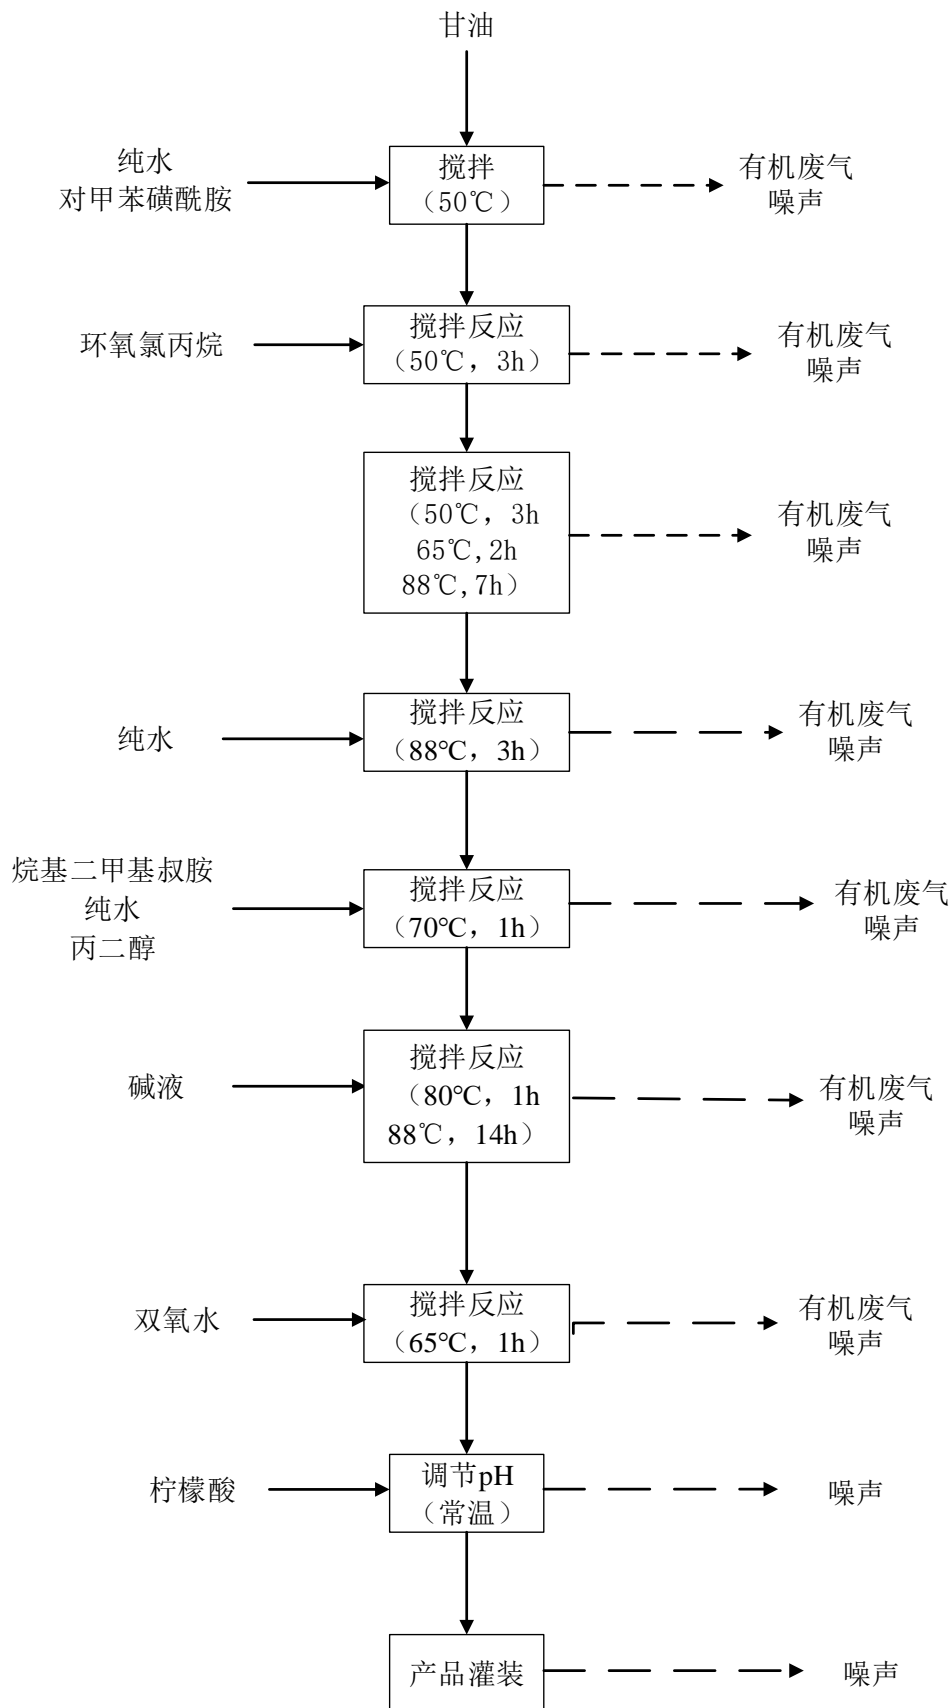 甘油
纯水
对甲苯磺酰胺
搅拌
（50℃）
有机废气
噪声
环氧氯丙烷
搅拌反应
（50℃，3h）
有机废气
噪声
搅拌反应
（50℃，3h
65℃,2h
88℃,7h）
有机废气
噪声
纯水
搅拌反应
（88℃，3h）
有机废气
噪声
烷基二甲基叔胺
纯水
丙二醇
搅拌反应
（70℃，1h）
有机废气
噪声
碱液
搅拌反应
（80℃，1h
88℃，14h）
有机废气
噪声
双氧水
搅拌反应
（65℃，1h）
有机废气
噪声
柠檬酸
调节pH
（常温）
噪声
产品灌装
噪声